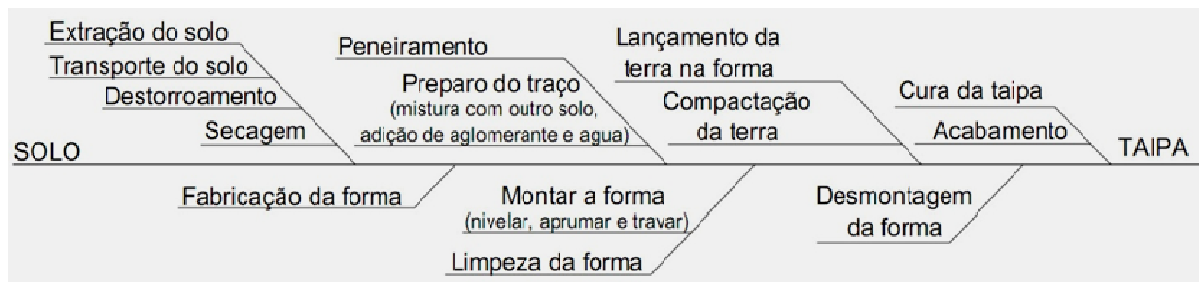 Extração do solo
Transporte do solo
Destorroamento
Secagem
Peneiramento
Preparo do traço
(mistura com outro solo,
adição de aglomerante e agua)
Lançamento da
terra na forma
Compactação
da terra
Cura da taipa
Acabamento
SOLO
TAIPA
Fabricação da forma
Montar a forma
(nivelar, aprumar e travar)
Limpeza da forma
Desmontagem
da forma